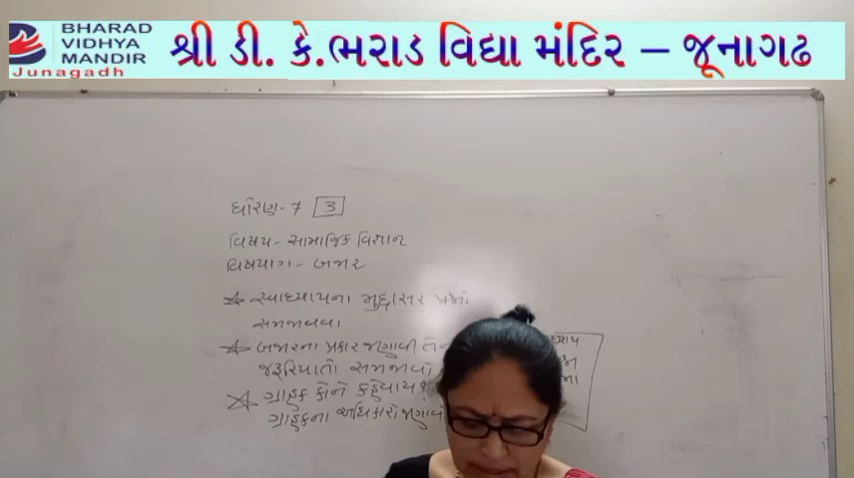 BHARAD
VIDHYA
MANDIR
Junagadh
શ્રી ડી. કે.ભરાડ વિદ્યા મંદિર – જૂનાગઢ
ધોરણ-7 3
વિષય - સામાજિક વિજ્ઞાન
વિષયાંગ - બજાર
સ્વાધ્યાયના મુદ્દાસર પ્રશ્નો
સમજાવવા
બજારના પ્રકાર જણાવી
જરૂરિયાતો સમજાવો
ગ્રાહક કોને કહેવાય?
ગ્રાહકના અધિકારો જણાવો